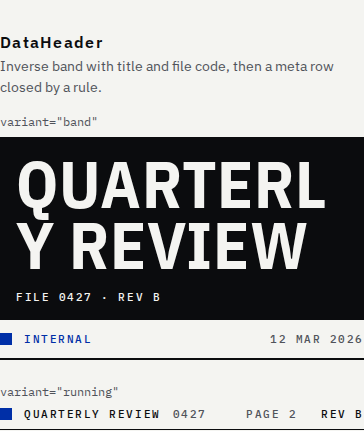 DataHeader
Inverse band with title and file code, then a meta row
closed by a rule.
variant="band"
QUARTERL
Y REVIEW
FILE 0427 · REV B
INTERNAL 12 MAR 2026
variant="running"
QUARTERLY REVIEW 0427 PAGE 2 REV B